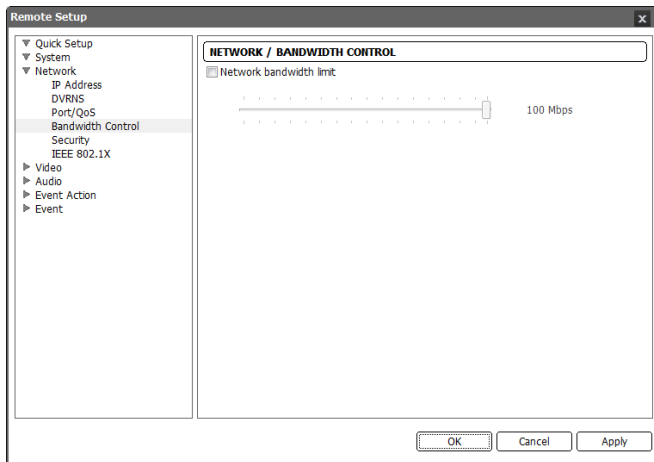 Remote Setup
x
Quick Setup
System
Network
IP Address
DVRNS
Port/QoS
Bandwidth Control
Security
IEEE 802.1X
Video
Audio
Event Action
Event
NETWORK / BANDWIDTH CONTROL
Network bandwidth limit
100 Mbps
OK
Cancel
Apply